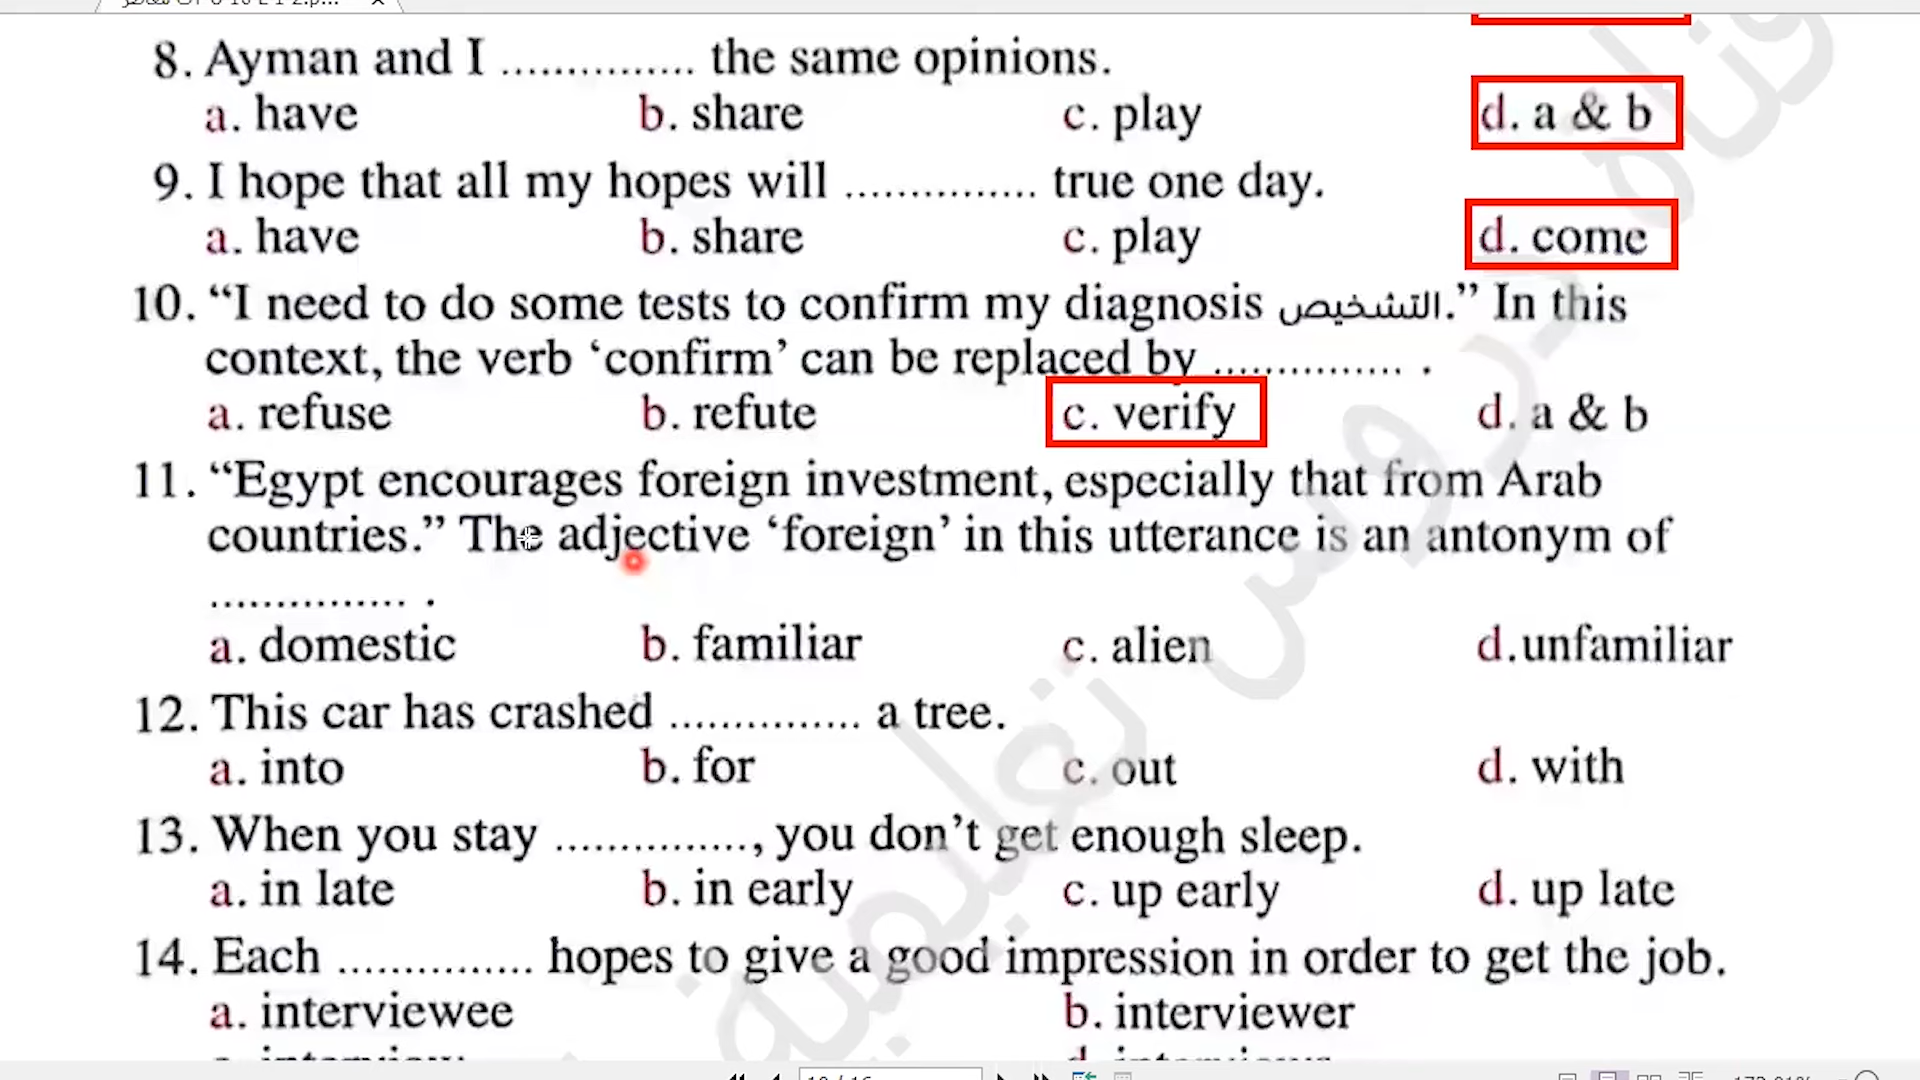 8. Ayman and I ............... the same opinions.
a. have b. share c. play d. a & b
9. I hope that all my hopes will ............... true one day.
a. have b. share c. play d. come
10. “I need to do some tests to confirm my diagnosis التشخيص.” In this
context, the verb ‘confirm’ can be replaced by ............... .
a. refuse b. refute c. verify d. a & b
11. “Egypt encourages foreign investment, especially that from Arab
countries.” The adjective ‘foreign’ in this utterance is an antonym of
............... .
a. domestic b. familiar c. alien d.unfamiliar
12. This car has crashed ............... a tree.
a. into b. for c. out d. with
13. When you stay ..............., you don’t get enough sleep.
a. in late b. in early c. up early d. up late
14. Each ............... hopes to give a good impression in order to get the job.
a. interviewee b. interviewer
دروس تعليمية